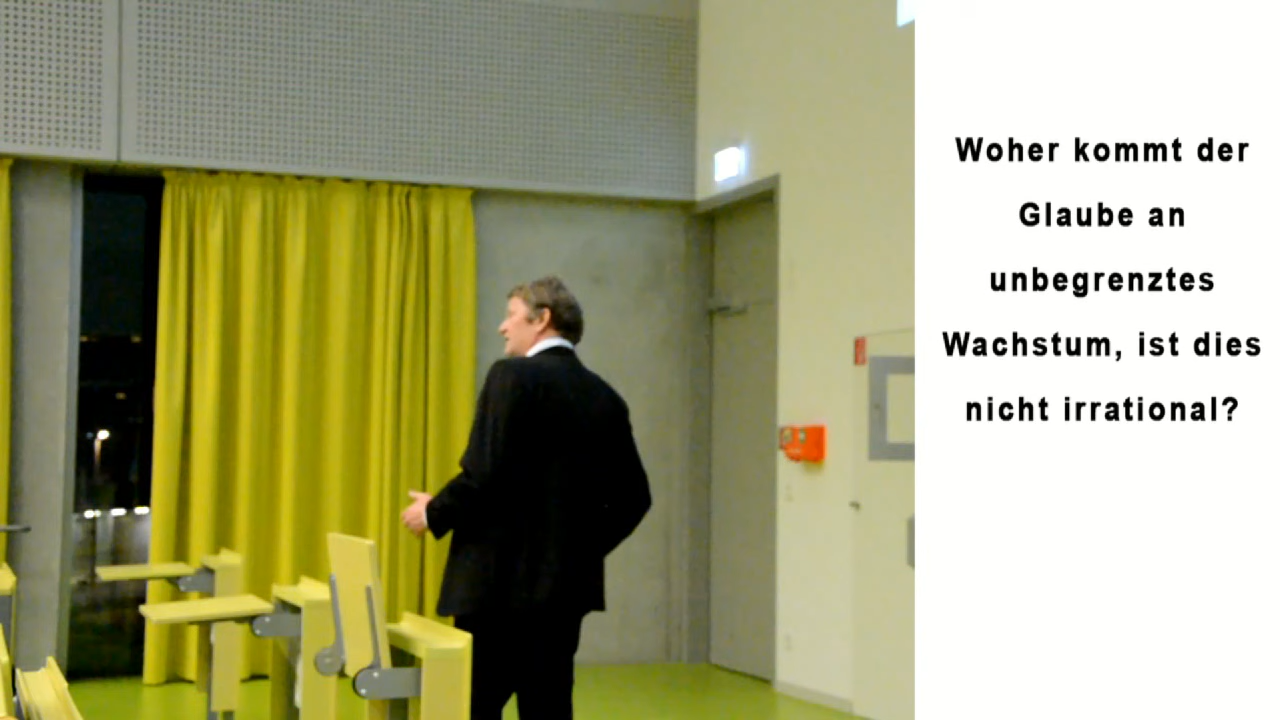 Woher kommt der
Glaube an
unbegrenztes
Wachstum, ist dies
nicht irrational?